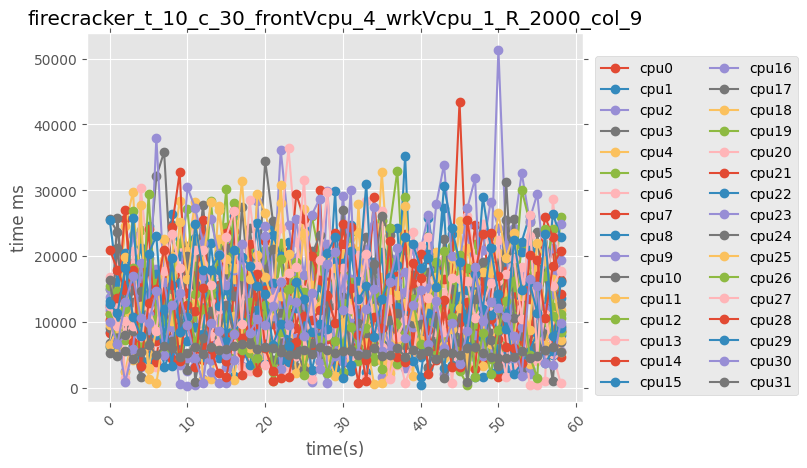 firecracker_t_10_c_30_frontVcpu_4_wrkVcpu_1_R_2000_col_9
time ms
50000
40000
30000
20000
10000
0
0
10
20
30
40
50
60
time(s)
cpu0
cpu1
cpu2
cpu3
cpu4
cpu5
cpu6
cpu7
cpu8
cpu9
cpu10
cpu11
cpu12
cpu13
cpu14
cpu15
cpu16
cpu17
cpu18
cpu19
cpu20
cpu21
cpu22
cpu23
cpu24
cpu25
cpu26
cpu27
cpu28
cpu29
cpu30
cpu31